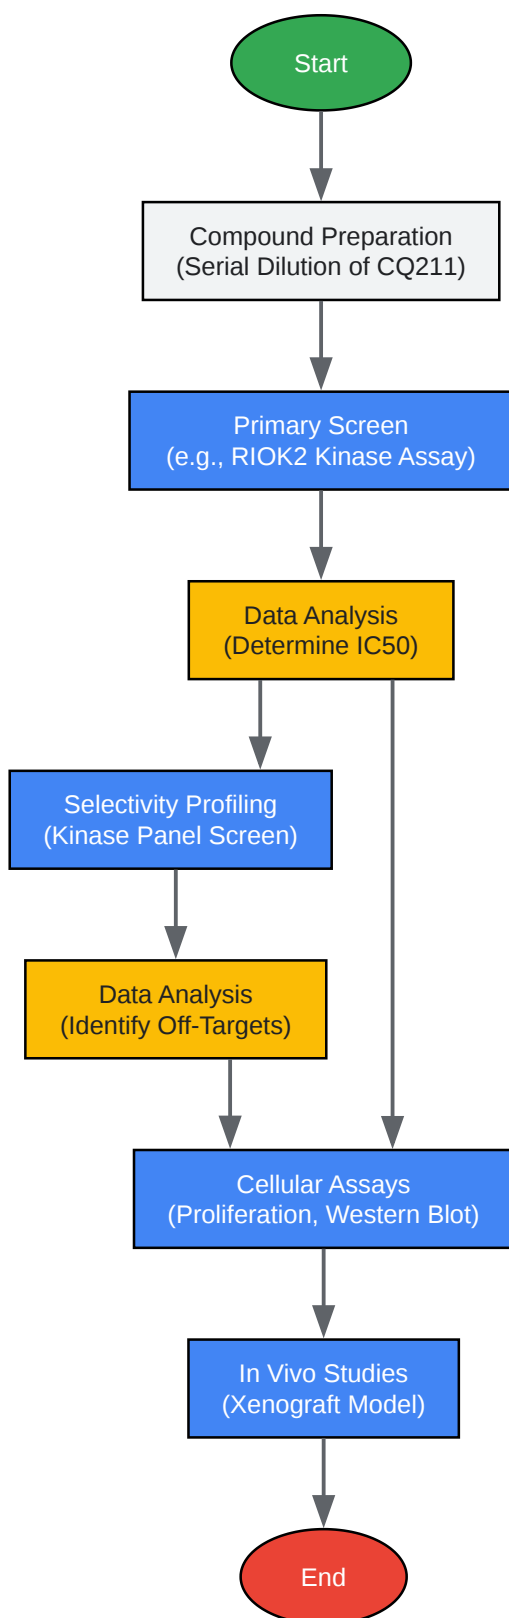 Start
Compound Preparation
(Serial Dilution of CQ211)
Primary Screen
(e.g., RIOK2 Kinase Assay)
Data Analysis
(Determine IC50)
Selectivity Profiling
(Kinase Panel Screen)
Data Analysis
(Identify Off-Targets)
Cellular Assays
(Proliferation, Western Blot)
In Vivo Studies
(Xenograft Model)
End